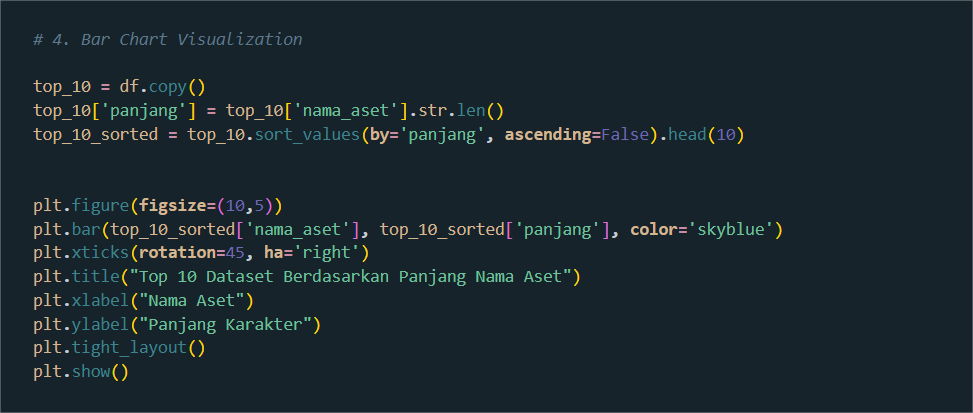 # 4. Bar Chart Visualization
top_10 = df.copy()
top_10['panjang'] = top_10['nama_aset'].str.len()
top_10_sorted = top_10.sort_values(by='panjang', ascending=False).head(10)
plt.figure(figsize=(10,5))
plt.bar(top_10_sorted['nama_aset'], top_10_sorted['panjang'], color='skyblue')
plt.xticks(rotation=45, ha='right')
plt.title("Top 10 Dataset Berdasarkan Panjang Nama Aset")
plt.xlabel("Nama Aset")
plt.ylabel("Panjang Karakter")
plt.tight_layout()
plt.show()